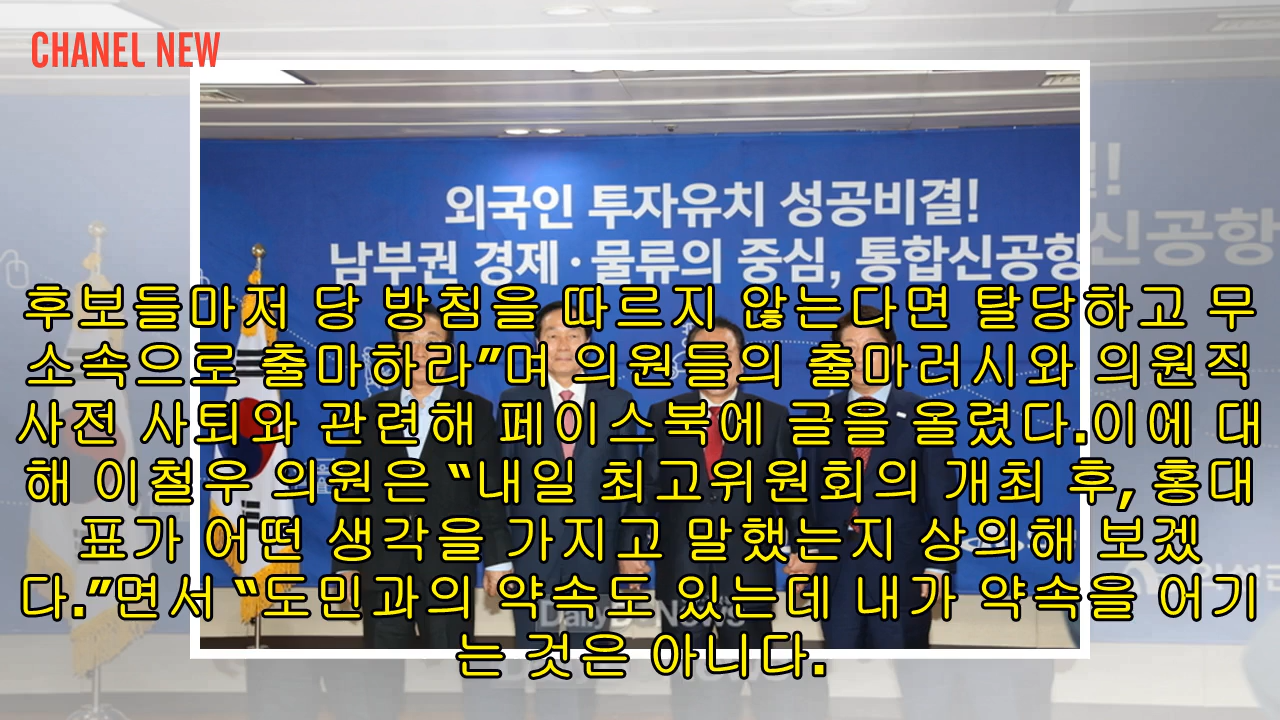 CHANEL NEW
외국인 투자유치 성공비결!
남부권 경제·물류의 중심, 통합신공항
신공항
후보들마저 당 방침을 따르지 않는다면 탈당하고 무
소속으로 출마하라”며 의원들의 출마러시와 의원직
사전 사퇴와 관련해 페이스북에 글을 올렸다.이에 대
해 이철우 의원은 “내일 최고위원회의 개최 후, 홍대
표가 어떤 생각을 가지고 말했는지 상의해 보겠
다.”면서 “도민과의 약속도 있는데 내가 약속을 어기
는 것은 아니다.